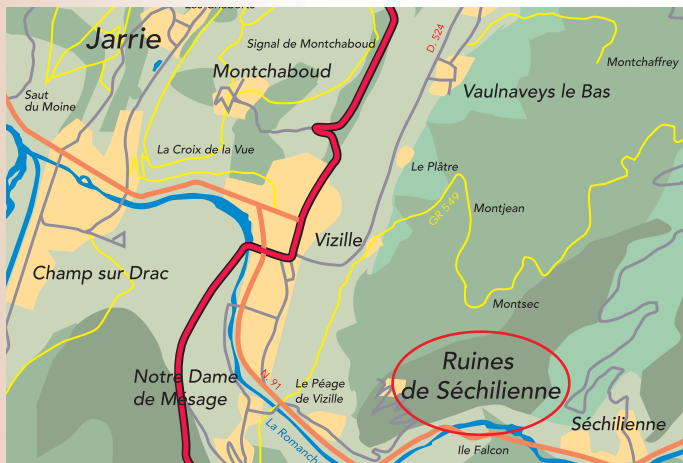 Jarrie
Signal de Montchaboud
D. 524
Montchaffrey
Montchaboud
Vaulnaveys le Bas
Saut
du Moine
La Croix de la Vue
Le Plâtre
GR 549
Montjean
Vizille
Champ sur Drac
Montsec
Ruines
de Séchilienne
Notre Dame
de Mésage
N. 91
Le Péage
de Vizille
Séchilienne
La Romanche
Ile Falcon